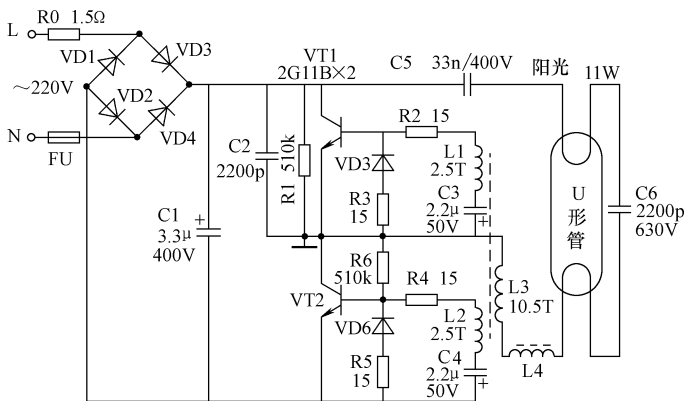 R0 1.5Ω
L
VD1
VD3
～220V
VD2
VD4
N
FU
VT1
2G11B×2
C5
33n/400V
阳光
11W
R2 15
C2
2200p
R1 510k
VD3
L1
2.5T
R3
15
C3
2.2μ
50V
+
U
形
管
C6
2200p
630V
C1
3.3μ
400V
+
R6
510k
R4 15
L3
10.5T
VT2
VD6
L2
2.5T
R5
15
C4
2.2μ
50V
+
L4